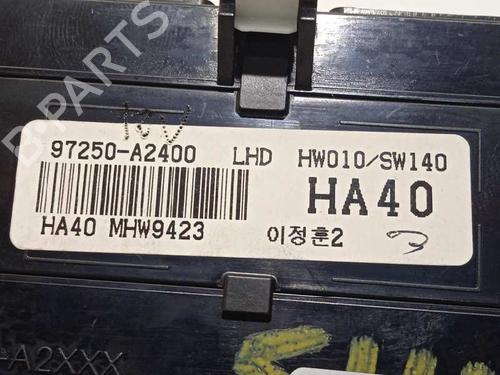 B-PARTS
97250-A2400 LHD HW010/SW140
HA40
HA40 MHW9423 이정훈2
-A2XXX